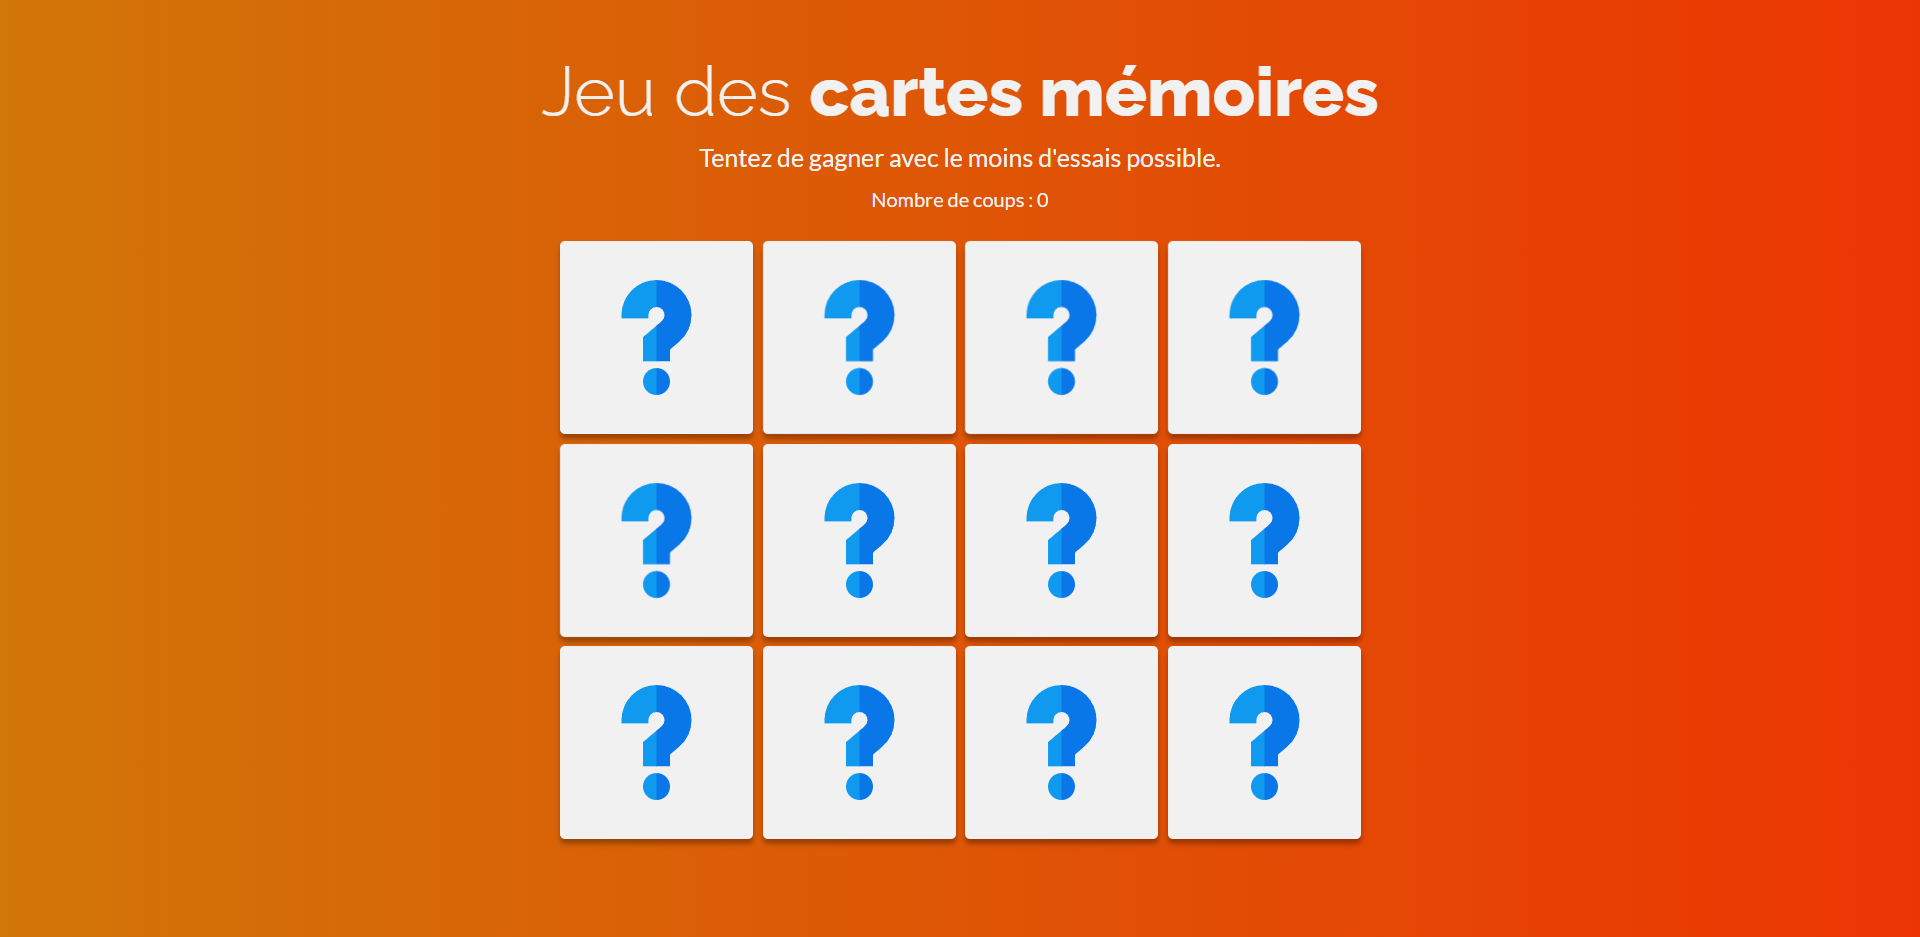 Jeu des cartes mémoires
Tentez de gagner avec le moins d'essais possible.
Nombre de coups : 0
? ? ? ?
? ? ? ?
? ? ? ?